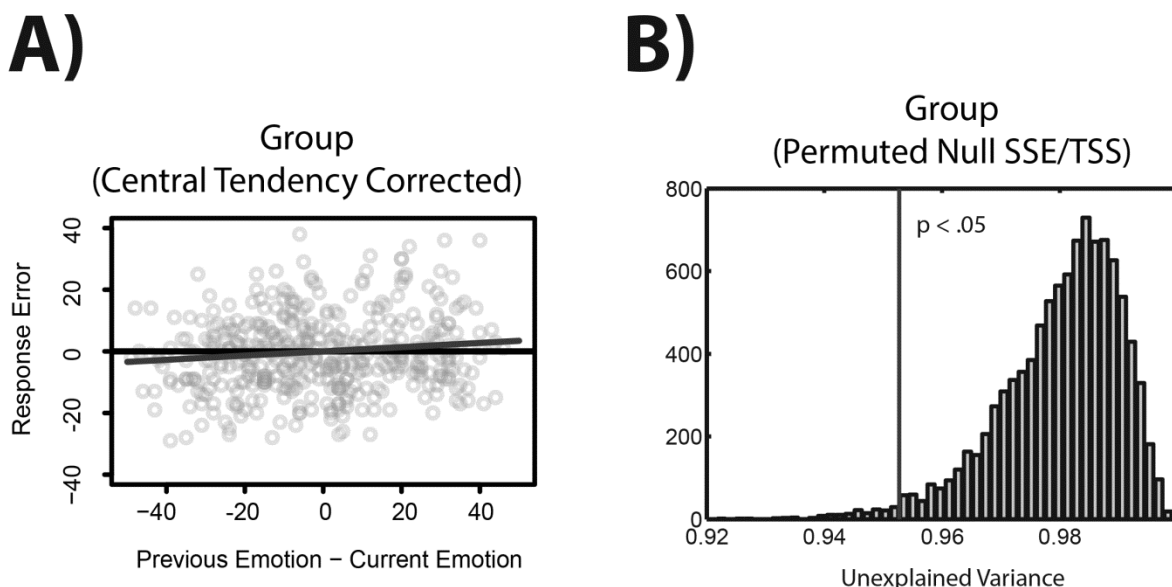 A)
Group
(Central Tendency Corrected)
40
20
0
−20
−40
Response Error
−40
-20
0
20
40
Previous Emotion − Current Emotion
B)
Group
(Permuted Null SSE/TSS)
800
600
400
200
0
p < .05
0.92
0.94
0.96
0.98
Unexplained Variance